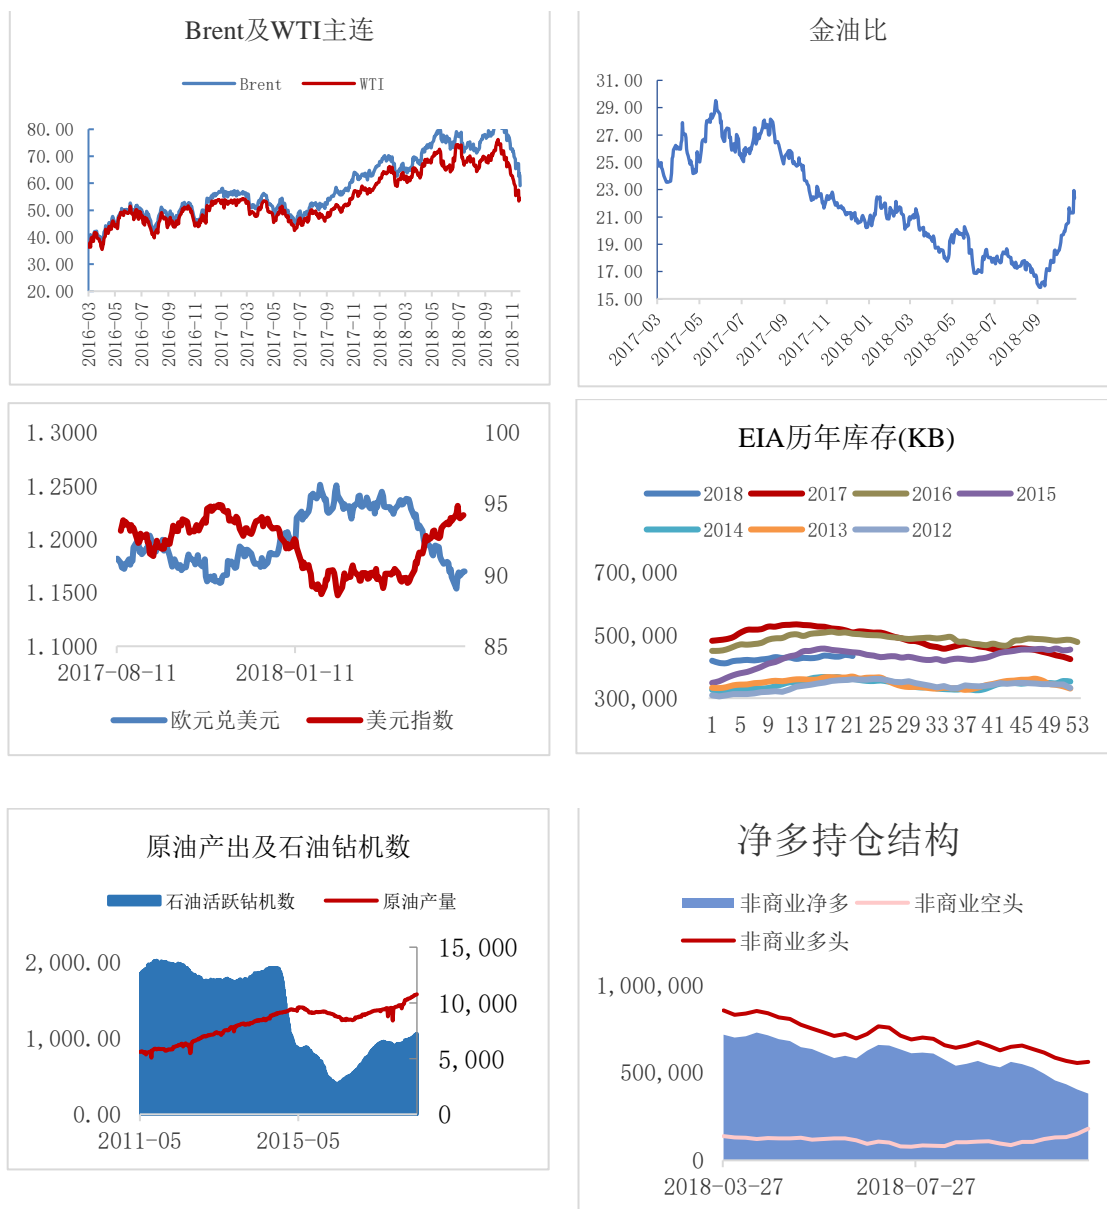 Brent及WTI主连
Brent WTI
80.00
70.00
60.00
50.00
40.00
30.00
20.00
2016-03 2016-05 2016-07 2016-09 2016-11 2017-01 2017-03 2017-05 2017-07 2017-09 2017-11 2018-01 2018-03 2018-05 2018-07 2018-09 2018-11
金油比
31.00
29.00
27.00
25.00
23.00
21.00
19.00
17.00
15.00
2017-03 2017-05 2017-07 2017-09 2017-11 2018-01 2018-03 2018-05 2018-07 2018-09
1.3000 100
1.2500 95
1.2000
1.1500 90
1.1000 85
2017-08-11 2018-01-11
欧元兑美元 美元指数
EIA历年库存(KB)
2018 2017 2016 2015
2014 2013 2012
700,000
500,000
300,000
1 5 9 13 17 21 25 29 33 37 41 45 49 53
原油产出及石油钻机数
石油活跃钻机数 原油产量
2,000.00 15,000
1,000.00 10,000
5,000
0.00 0
2011-05 2015-05
净多持仓结构
非商业净多 非商业空头
非商业多头
1,000,000
500,000
0
2018-03-27 2018-07-27